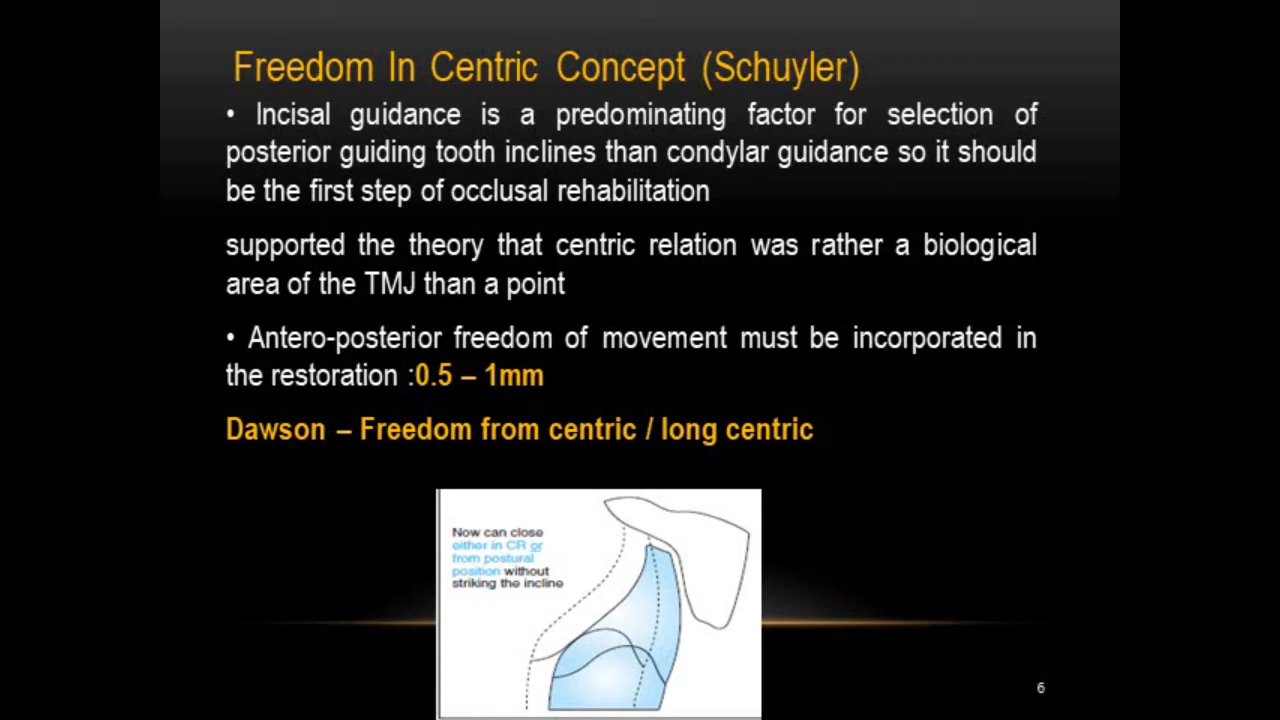 Freedom In Centric Concept (Schuyler)
• Incisal guidance is a predominating factor for selection of
posterior guiding tooth inclines than condylar guidance so it should
be the first step of occlusal rehabilitation
supported the theory that centric relation was rather a biological
area of the TMJ than a point
• Antero-posterior freedom of movement must be incorporated in
the restoration :0.5 – 1mm
Dawson – Freedom from centric / long centric
Now can close
either in CR or
from postural
position without
striking the incline
6